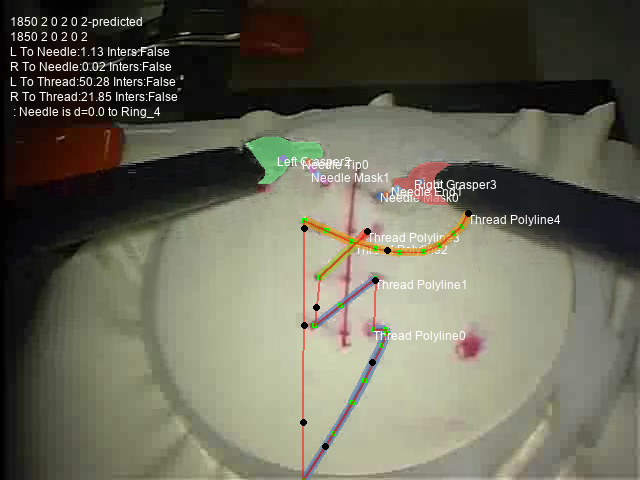 1850 2 0 2 0 2-predicted
1850 2 0 2 0 2
L To Needle:1.13 Inters:False
R To Needle:0.02 Inters:False
L To Thread:50.28 Inters:False
R To Thread:21.85 Inters:False
: Needle is d=0.0 to Ring_4
Left Grasper2
Needle Tip0
Needle Mask1
Right Grasper3
Needle End1
Needle Mask0
Thread Polyline4
Thread Polyline3
Thread Polyline2
Thread Polyline1
Thread Polyline0